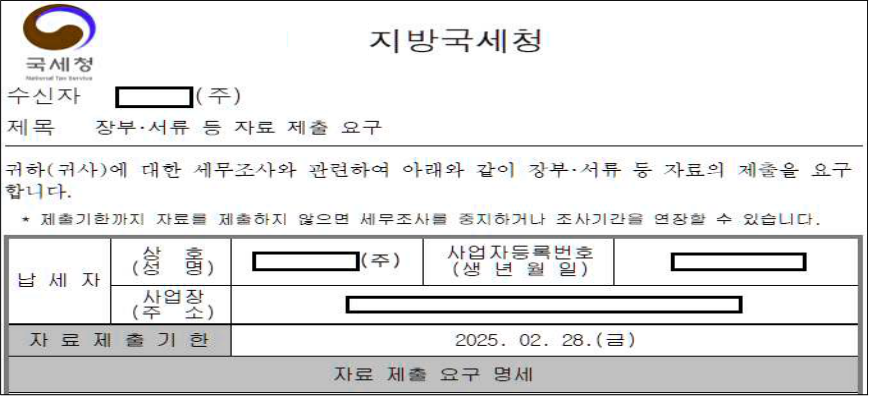 지방국세청
국세청
National Tax Service
수신자 (주)
제목 장부·서류 등 자료 제출 요구
귀하(귀사)에 대한 세무조사와 관련하여 아래와 같이 장부·서류 등 자료의 제출을 요구
합니다.
* 제출기한까지 자료를 제출하지 않으면 세무조사를 중지하거나 조사기간을 연장할 수 있습니다.
납 세 자
상 호
(성 명)
(주)
사업자등록번호
(생 년 월 일)
사업장
(주 소)
자 료 제 출 기 한
2025. 02. 28.(금)
자료 제출 요구 명세